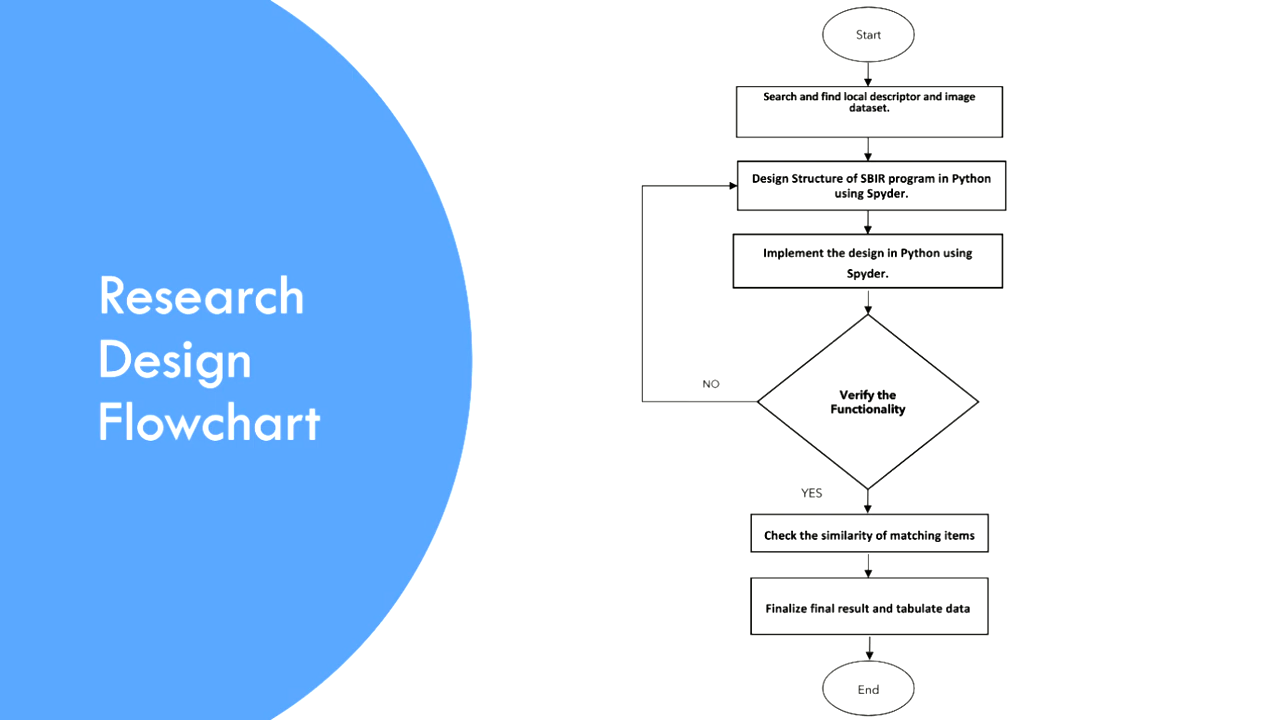 Research
Design
Flowchart
Start
Search and find local descriptor and image
dataset.
Design Structure of SBIR program in Python
using Spyder.
Implement the design in Python using
Spyder.
Verify the
Functionality
NO
YES
Check the similarity of matching items
Finalize final result and tabulate data
End